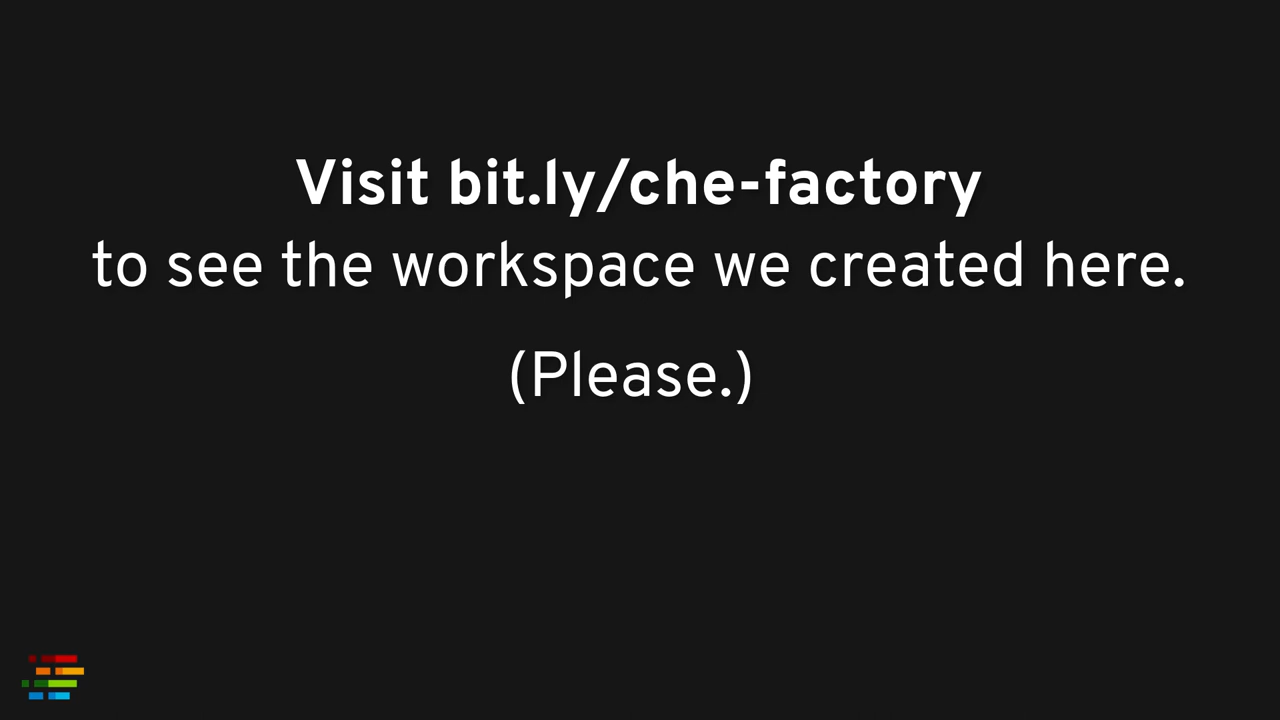 Visit bit.ly/che-factory
to see the workspace we created here.
(Please.)